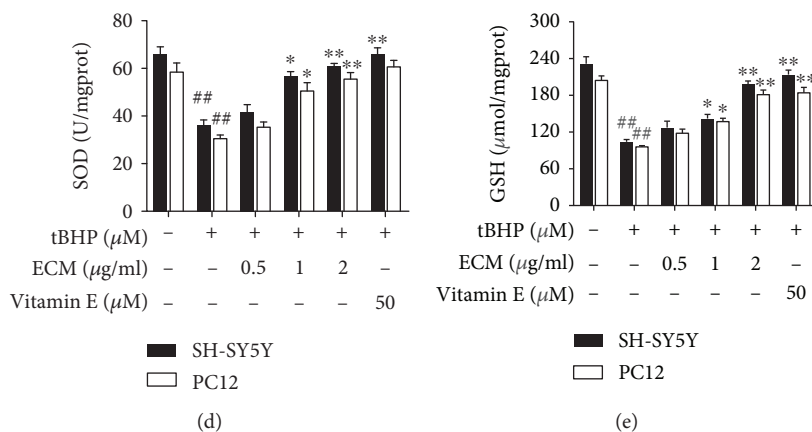 80
60
40
20
0
SOD (U/mgprot)
##
##
*
*
**
**
**
tBHP (μM) – + + + + +
ECM (μg/ml) – – 0.5 1 2 –
Vitamin E (μM) – – – – – 50
SH-SY5Y
PC12
(d)
300
240
180
120
60
0
GSH (μmol/mgprot)
##
##
*
*
**
**
**
**
tBHP (μM) – + + + + +
ECM (μg/ml) – – 0.5 1 2 –
Vitamin E (μM) – – – – – 50
SH-SY5Y
PC12
(e)